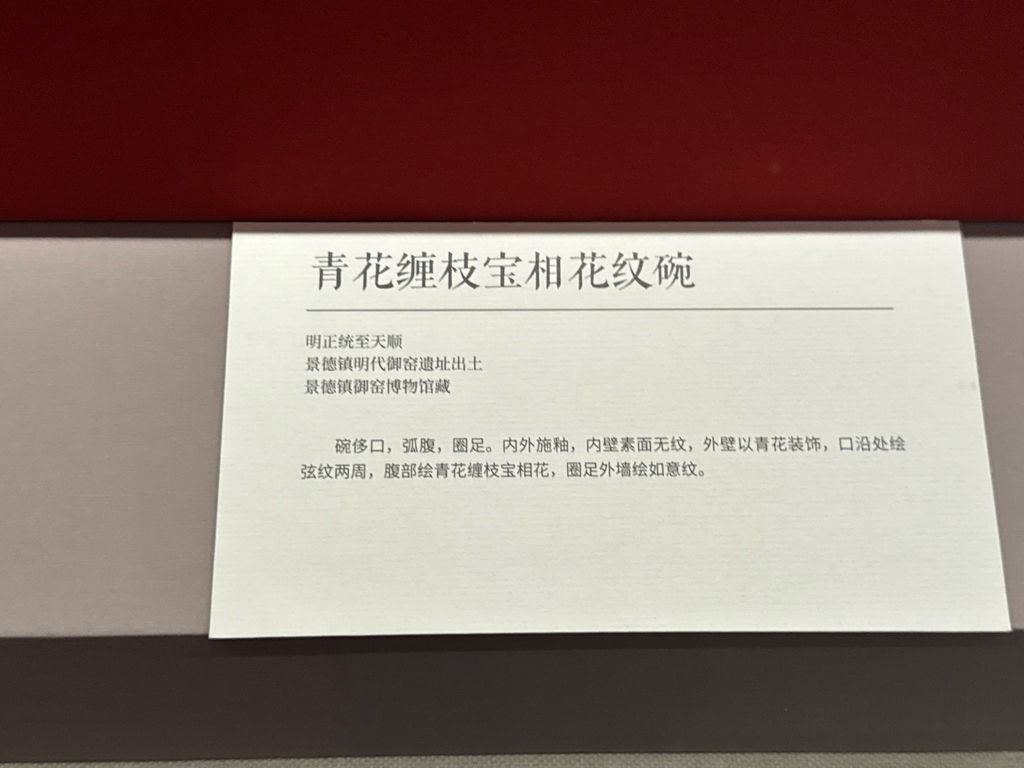 青花缠枝宝相花纹碗
明正统至天顺
景德镇明代御窑遗址出土
景德镇御窑博物馆藏
碗侈口，弧腹，圈足。内外施釉，内壁素面无纹，外壁以青花装饰，口沿处绘
弦纹两周，腹部绘青花缠枝宝相花，圈足外墙绘如意纹。